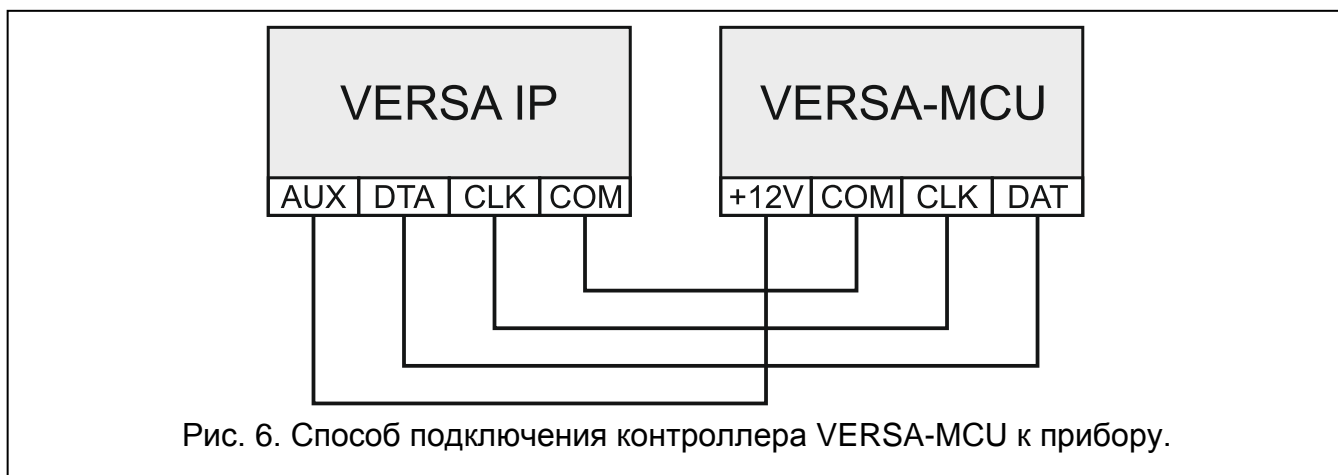 VERSA IP VERSA-MCU
AUX DTA CLK COM +12V COM CLK DAT
Рис. 6. Способ подключения контроллера VERSA-MCU к прибору.